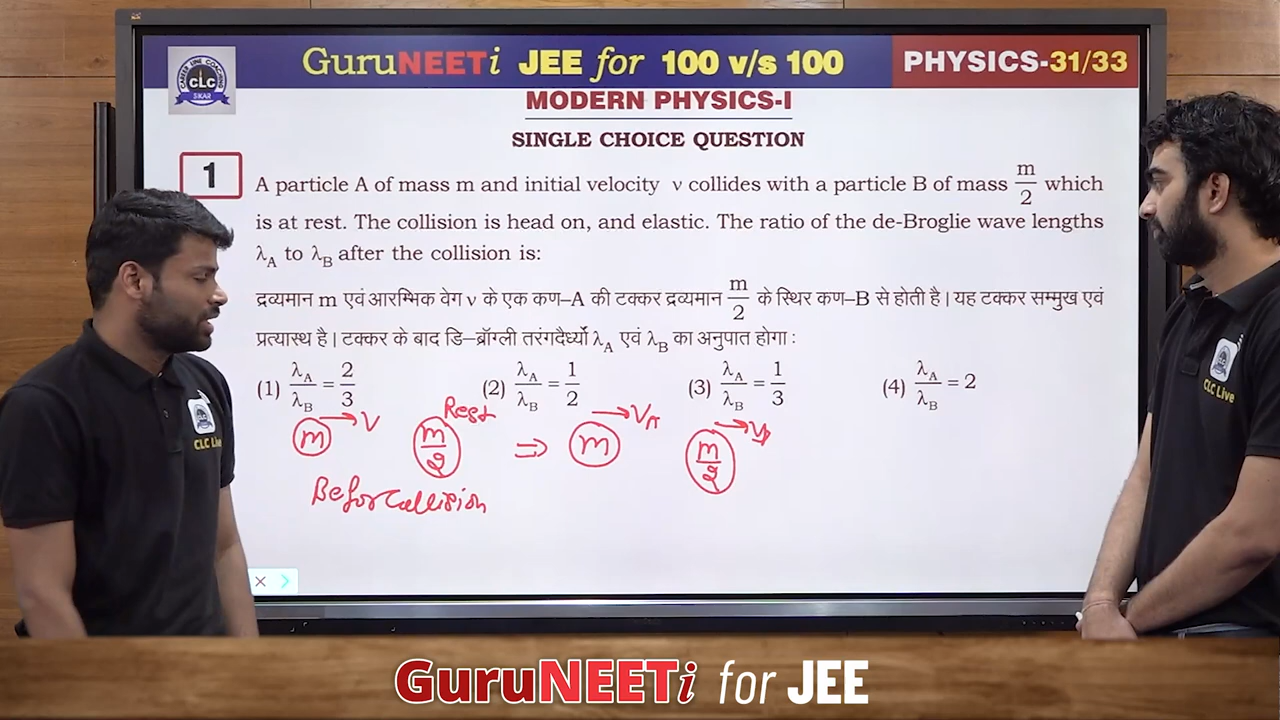 GuruNEETi JEE for 100 v/s 100
PHYSICS-31/33
CLC
SIKAR
MODERN PHYSICS-I
SINGLE CHOICE QUESTION
1
A particle A of mass m and initial velocity v collides with a particle B of mass m/2 which
is at rest. The collision is head on, and elastic. The ratio of the de-Broglie wave lengths
λA to λB after the collision is:
द्रव्यमान m एवं आरम्भिक वेग v के एक कण–A की टक्कर द्रव्यमान m/2 के स्थिर कण–B से होती है। यह टक्कर सम्मुख एवं
प्रत्यास्थ है। टक्कर के बाद डि–ब्रॉग्ली तरंगदैर्ध्यों λA एवं λB का अनुपात होगा :
(1) λA/λB = 2/3 (2) λA/λB = 1/2 (3) λA/λB = 1/3 (4) λA/λB = 2
m → v m/2 Rest ⇒ m → VA m/2
Befor Collision
CLC Live
CLC Live
GuruNEETi for JEE